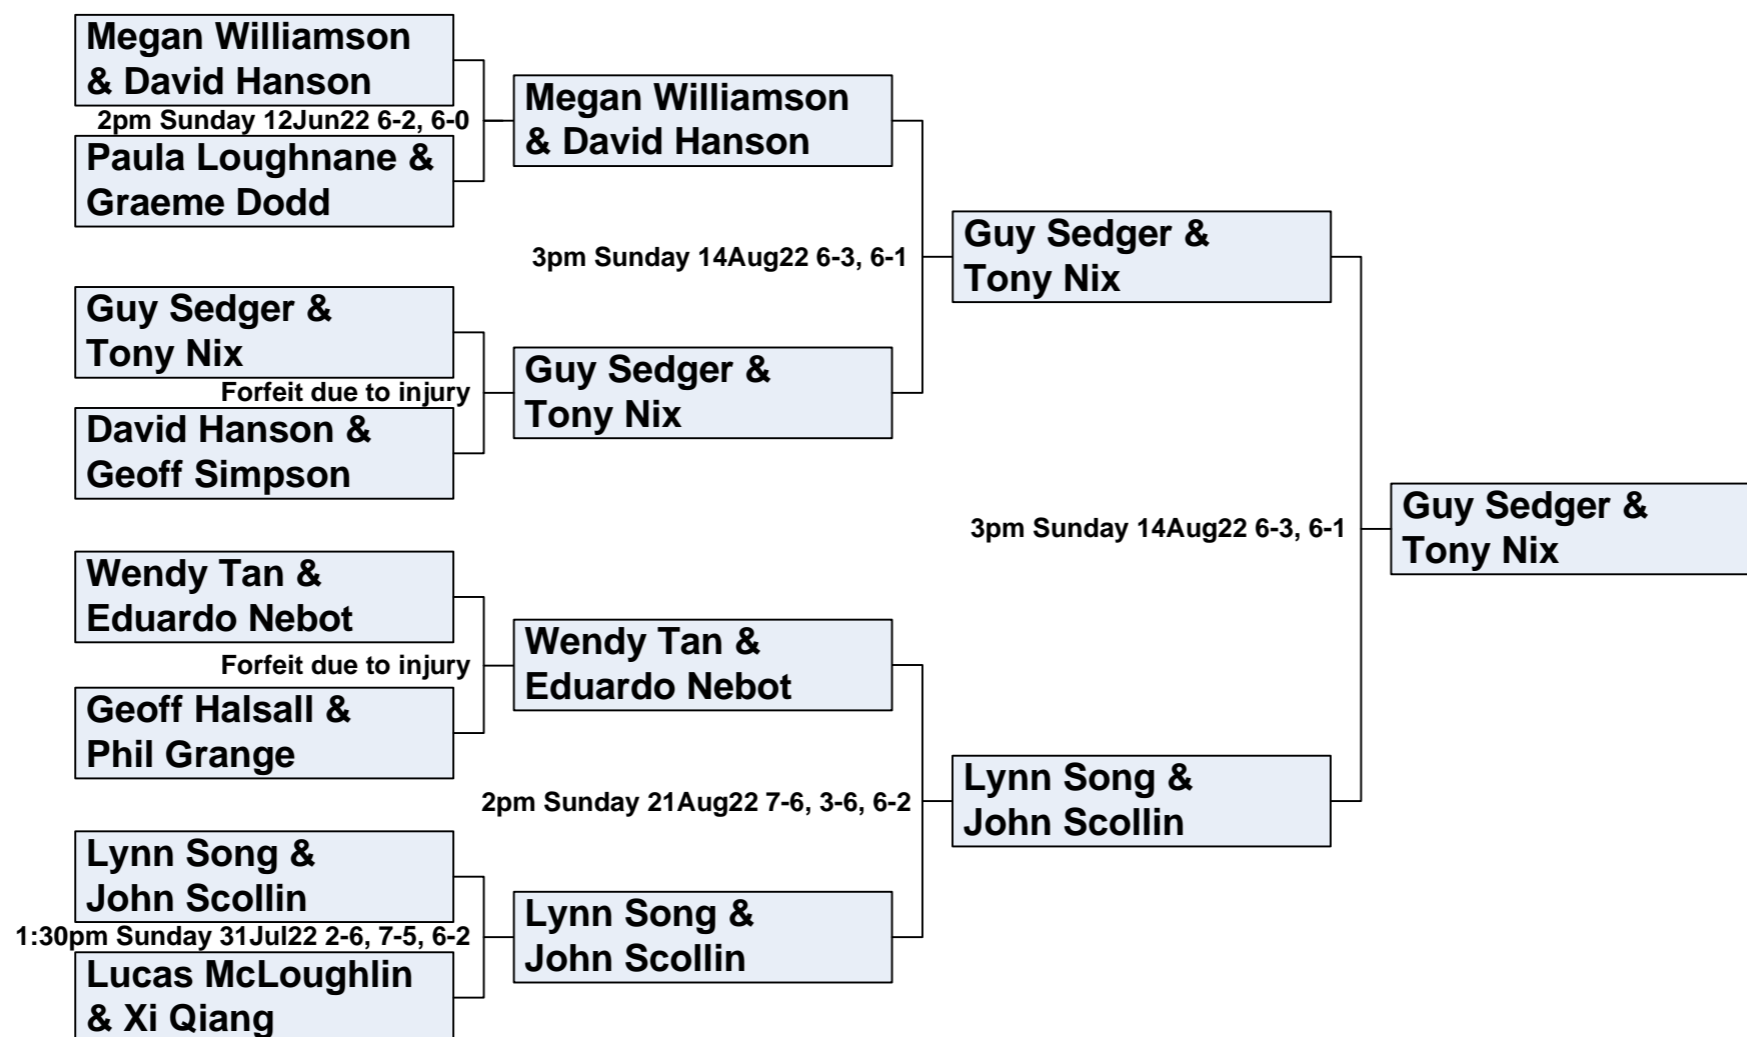 Megan Williamson
& David Hanson
2pm Sunday 12Jun22 6-2, 6-0
Paula Loughnane &
Graeme Dodd
Guy Sedger &
Tony Nix
Forfeit due to injury
David Hanson &
Geoff Simpson
Wendy Tan &
Eduardo Nebot
Forfeit due to injury
Geoff Halsall &
Phil Grange
Lynn Song &
John Scollin
1:30pm Sunday 31Jul22 2-6, 7-5, 6-2
Lucas McLoughlin
& Xi Qiang
Megan Williamson
& David Hanson
3pm Sunday 14Aug22 6-3, 6-1
Guy Sedger &
Tony Nix
Wendy Tan &
Eduardo Nebot
2pm Sunday 21Aug22 7-6, 3-6, 6-2
Lynn Song &
John Scollin
Guy Sedger &
Tony Nix
3pm Sunday 14Aug22 6-3, 6-1
Lynn Song &
John Scollin
Guy Sedger &
Tony Nix